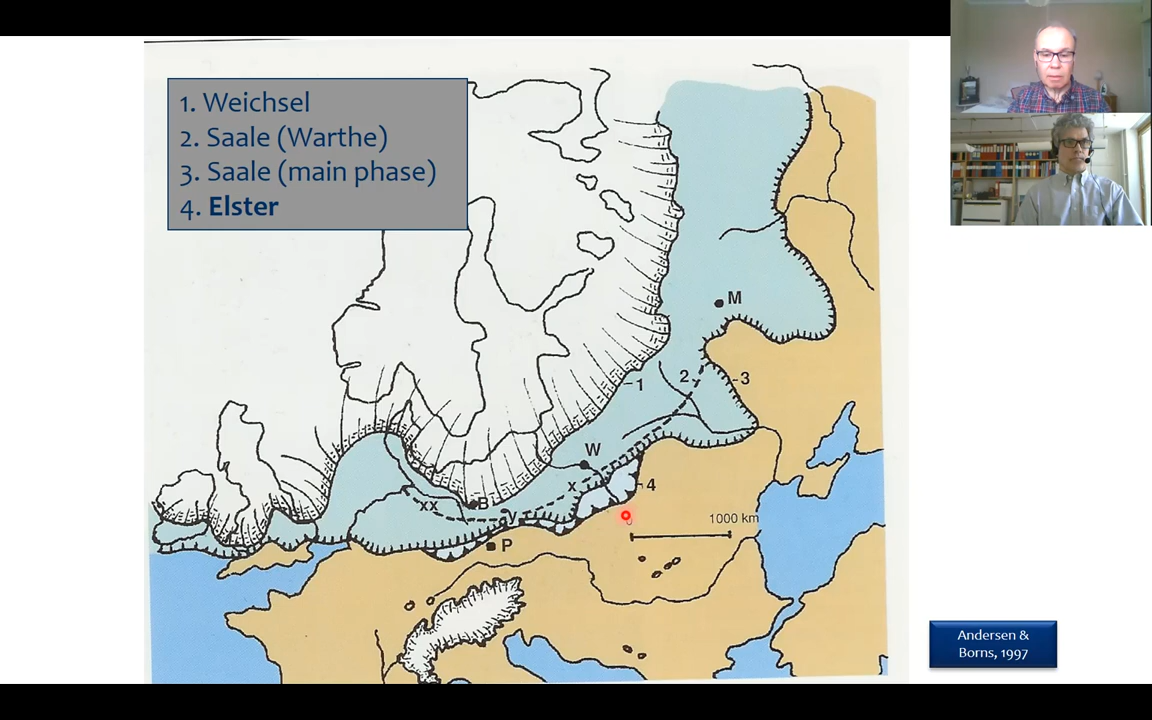 1. Weichsel
2. Saale (Warthe)
3. Saale (main phase)
4. Elster
M
1
2
3
W
x
4
xx
B
y
1000 km
P
Andersen &
Borns, 1997